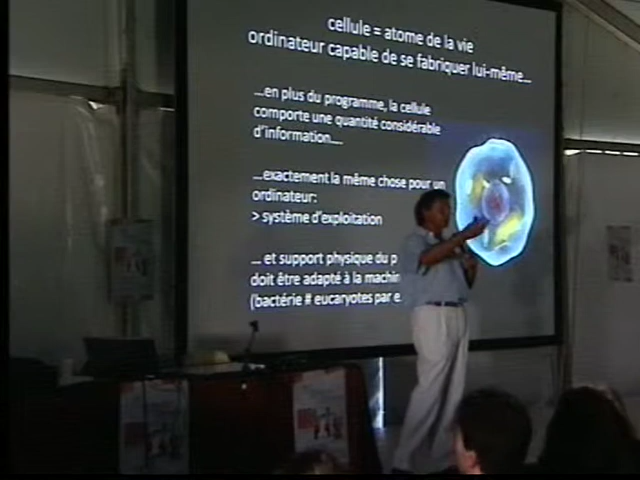 cellule = atome de la vie
ordinateur capable de se fabriquer lui-même...
...en plus du programme, la cellule
comporte une quantité considérable
d'information....
...exactement la même chose pour un
ordinateur:
> système d'exploitation
... et support physique du p
doit être adapté à la machin
(bactérie # eucaryotes par e